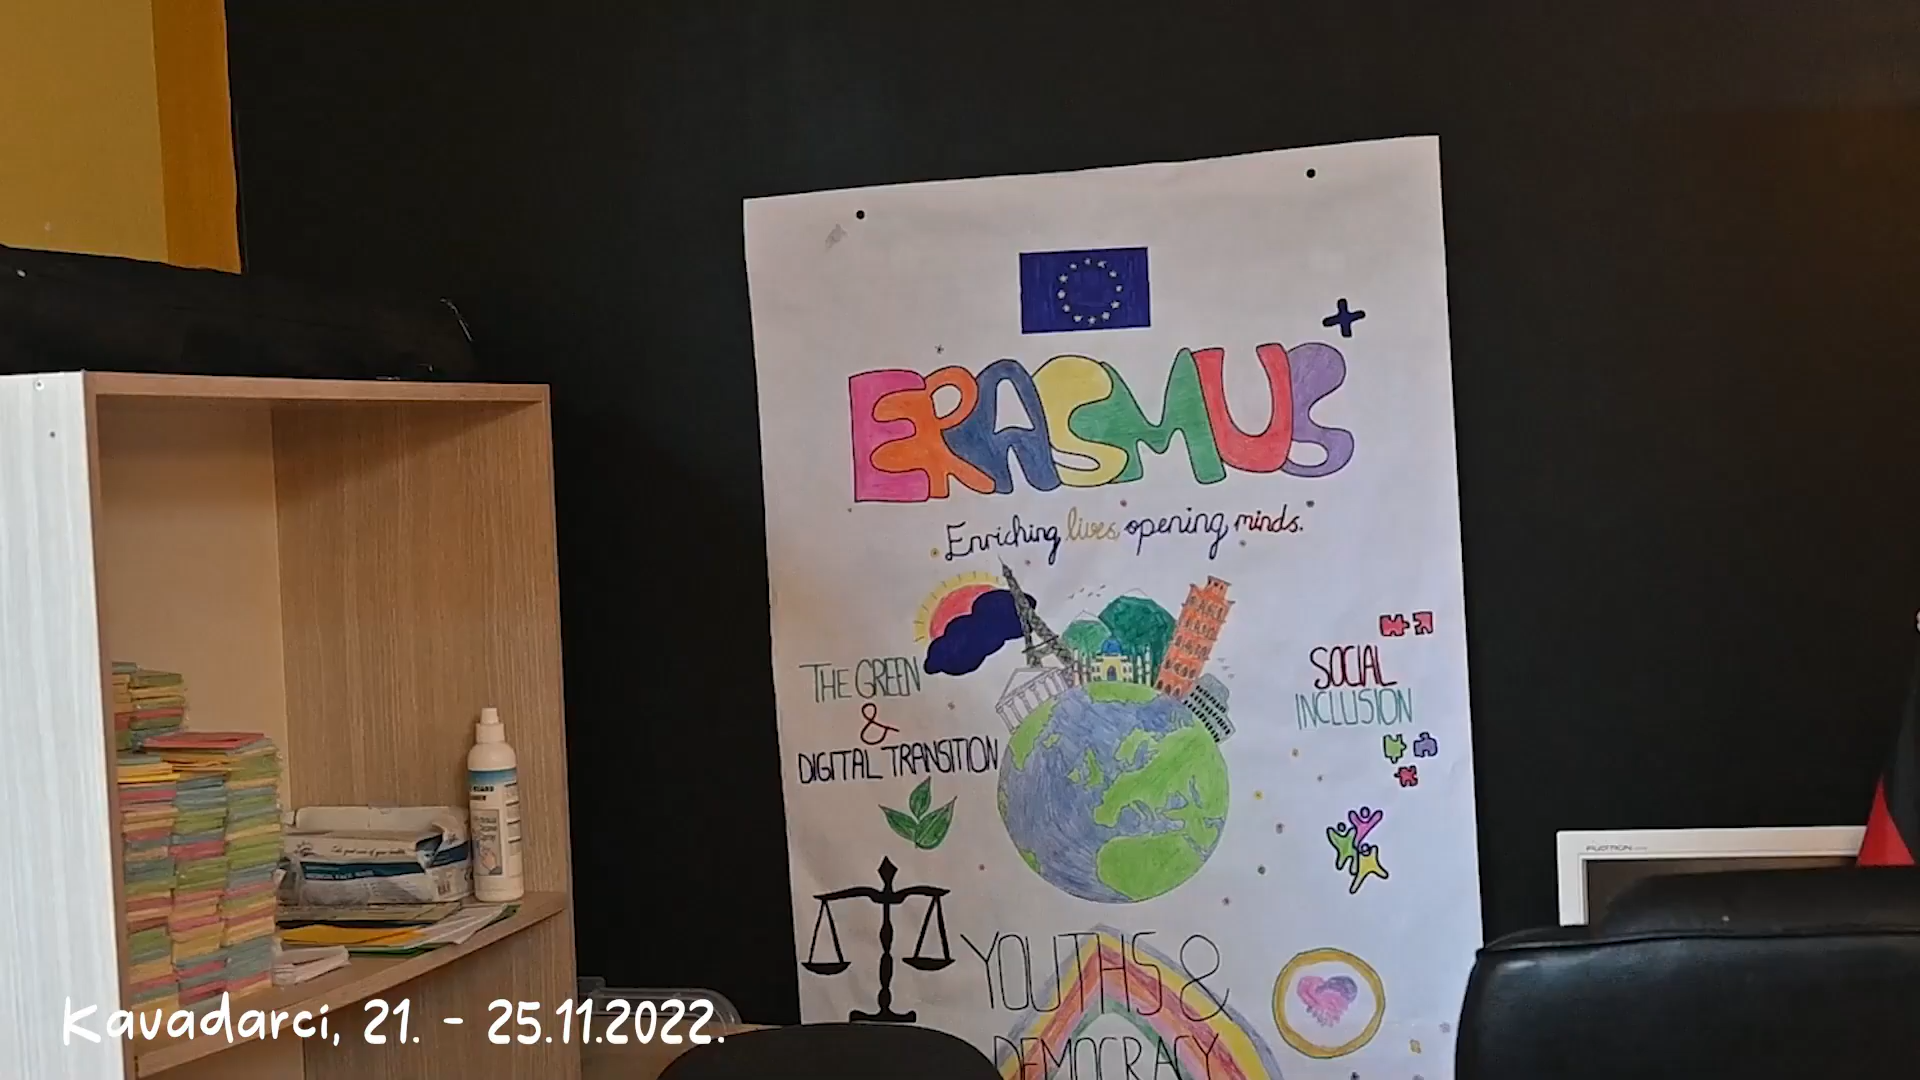 ERASMUS+
Enriching lives, opening minds.
THE GREEN
&
DIGITAL TRANSITION
SOCIAL
INCLUSION
YOUTHS &
DEMOCRACY
Kavadarci, 21. - 25.11.2022.